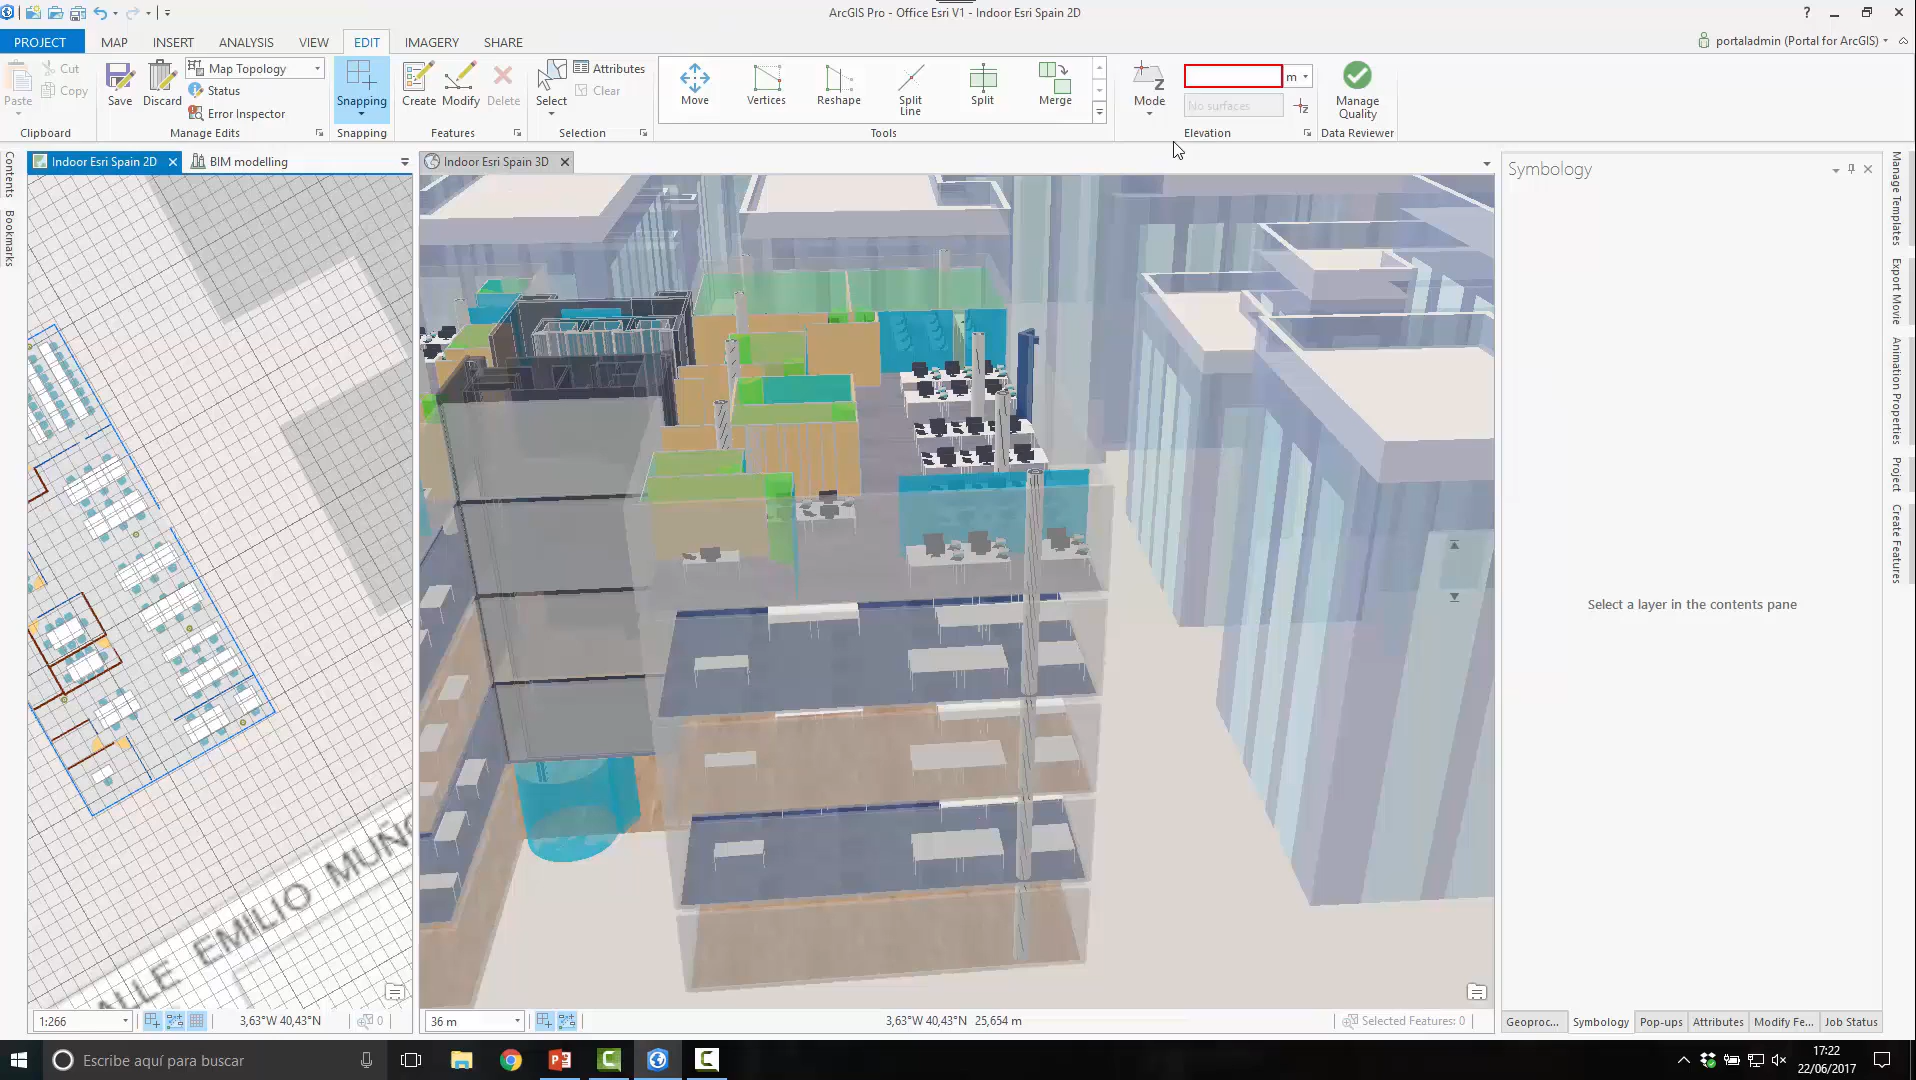 ArcGIS Pro - Office Esri V1 - Indoor Esri Spain 2D
?
PROJECT MAP INSERT ANALYSIS VIEW EDIT IMAGERY SHARE
portaladmin (Portal for ArcGIS)
Paste
Cut
Copy
Clipboard
Save
Discard
Map Topology
Status
Error Inspector
Manage Edits
Snapping
Snapping
Create
Modify
Delete
Features
Select
Attributes
Clear
Selection
Move
Vertices
Reshape
Split
Line
Split
Merge
Tools
Z
Mode
m
No surfaces
Elevation
Manage
Quality
Data Reviewer
Contents
Bookmarks
Indoor Esri Spain 2D
BIM modelling
Indoor Esri Spain 3D
Symbology
Select a layer in the contents pane
Manage Templates
Export Movie
Animation Properties
Project
Create Features
ALLE EMILIO MUÑO
1:266
3,63°W 40,43°N
0
36 m
3,63°W 40,43°N 25,654 m
Selected Features: 0
Geoproc...
Symbology
Pop-ups
Attributes
Modify Fe...
Job Status
Escribe aquí para buscar
17:22
22/06/2017